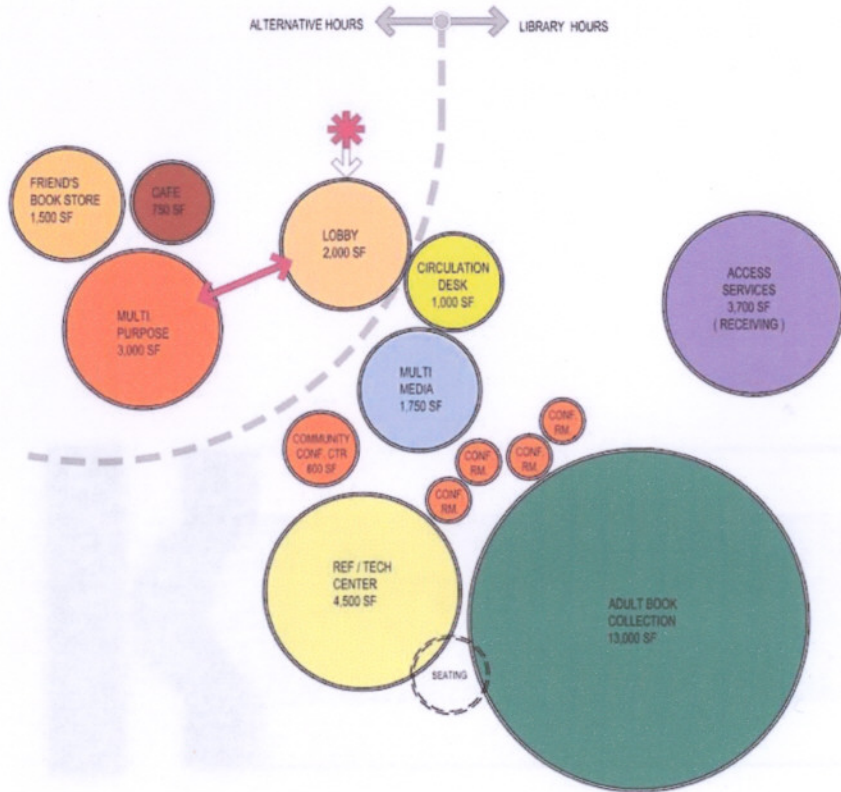 ALTERNATIVE HOURS
LIBRARY HOURS
FRIEND'S
BOOK STORE
1,500 SF
CAFE
750 SF
LOBBY
2,000 SF
CIRCULATION
DESK
1,000 SF
ACCESS
SERVICES
3,700 SF
( RECEIVING )
MULTI
PURPOSE
3,000 SF
MULTI
MEDIA
1,750 SF
COMMUNITY
CONF. CTR
600 SF
CONF.
RM.
CONF.
RM.
CONF.
RM.
CONF.
RM.
REF / TECH
CENTER
4,500 SF
ADULT BOOK
COLLECTION
13,000 SF
SEATING